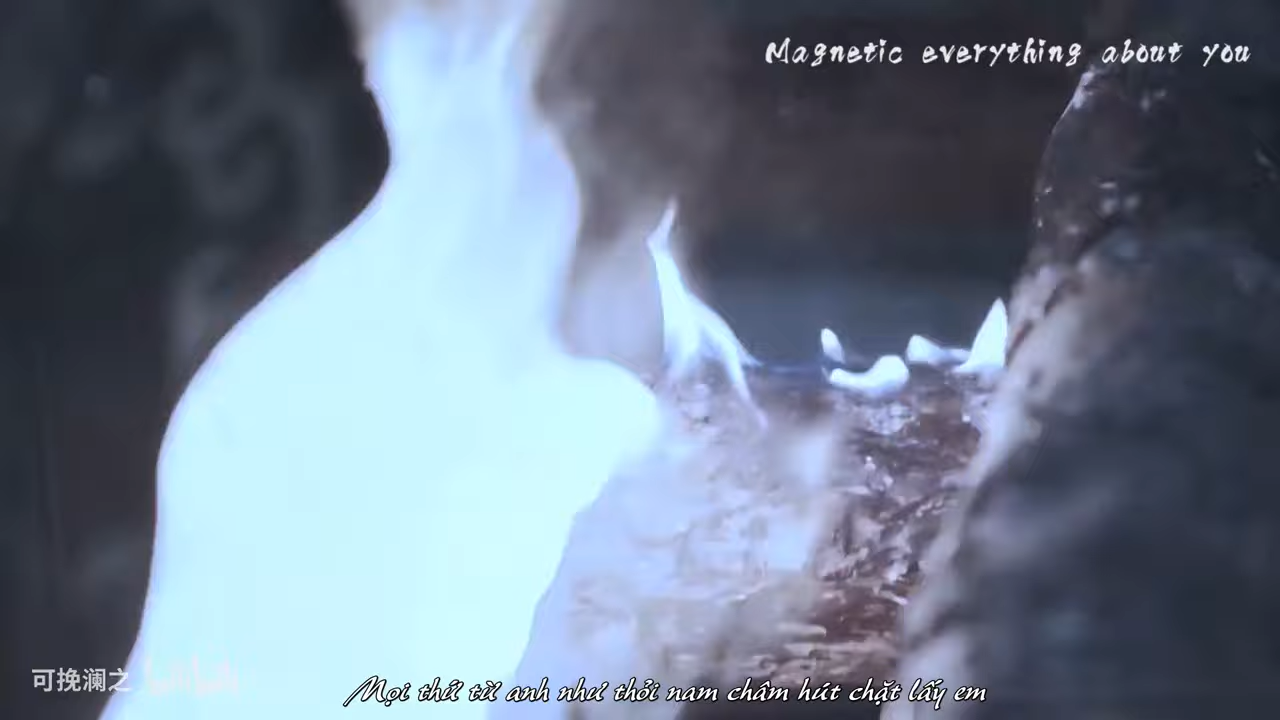 Magnetic everything about you
可挽澜之 bilibili
Mọi thứ từ anh như thỏi nam châm hút chặt lấy em